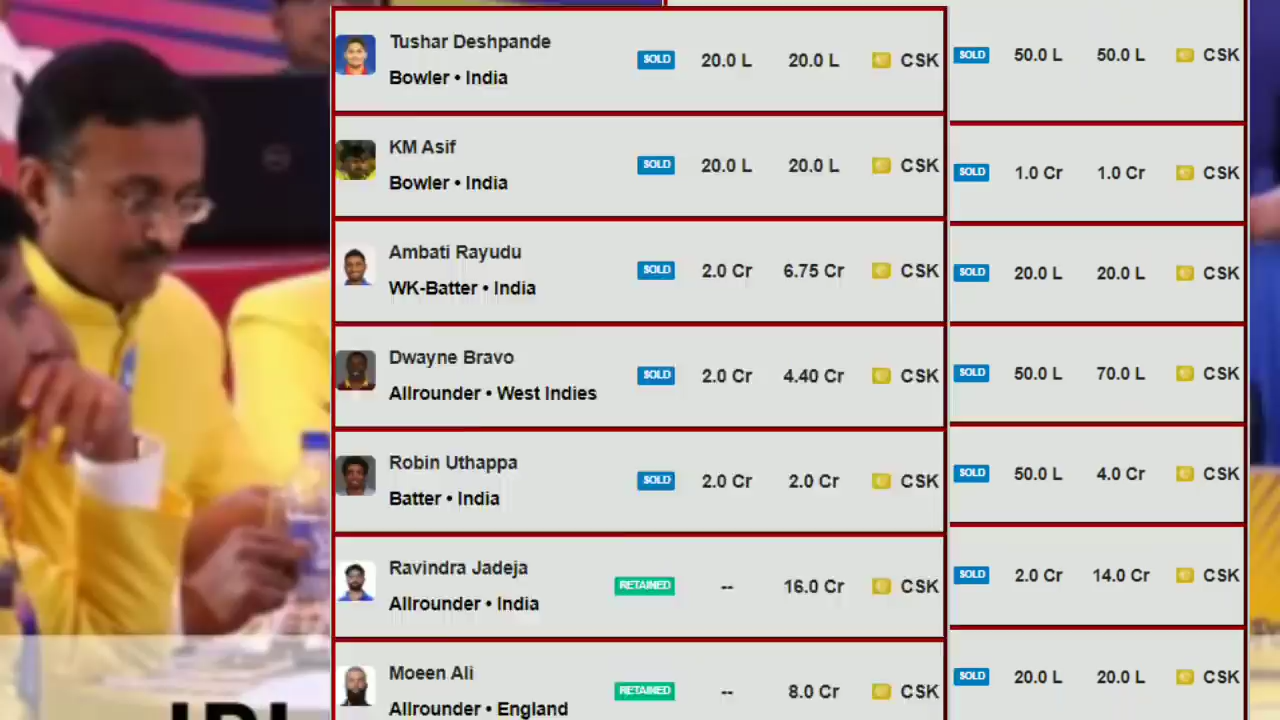 Tushar Deshpande
Bowler • India
SOLD 20.0 L 20.0 L CSK
KM Asif
Bowler • India
SOLD 20.0 L 20.0 L CSK
Ambati Rayudu
WK-Batter • India
SOLD 2.0 Cr 6.75 Cr CSK
Dwayne Bravo
Allrounder • West Indies
SOLD 2.0 Cr 4.40 Cr CSK
Robin Uthappa
Batter • India
SOLD 2.0 Cr 2.0 Cr CSK
Ravindra Jadeja
Allrounder • India
RETAINED -- 16.0 Cr CSK
Moeen Ali
Allrounder • England
RETAINED -- 8.0 Cr CSK
SOLD 50.0 L 50.0 L CSK
SOLD 1.0 Cr 1.0 Cr CSK
SOLD 20.0 L 20.0 L CSK
SOLD 50.0 L 70.0 L CSK
SOLD 50.0 L 4.0 Cr CSK
SOLD 2.0 Cr 14.0 Cr CSK
SOLD 20.0 L 20.0 L CSK